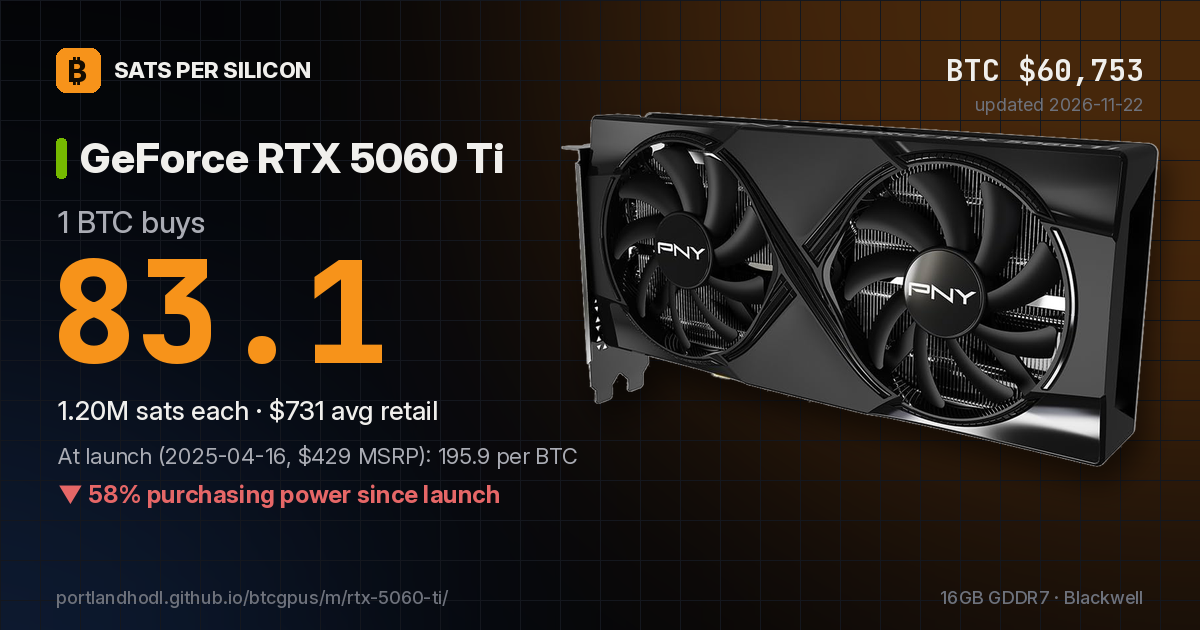 SATS PER SILICON
BTC $60,753
updated 2026-11-22
GeForce RTX 5060 Ti
1 BTC buys
83.1
1.20M sats each · $731 avg retail
At launch (2025-04-16, $429 MSRP): 195.9 per BTC
▼ 58% purchasing power since launch
PNY
PNY
portlandhodl.github.io/btcgpus/m/rtx-5060-ti/
16GB GDDR7 · Blackwell